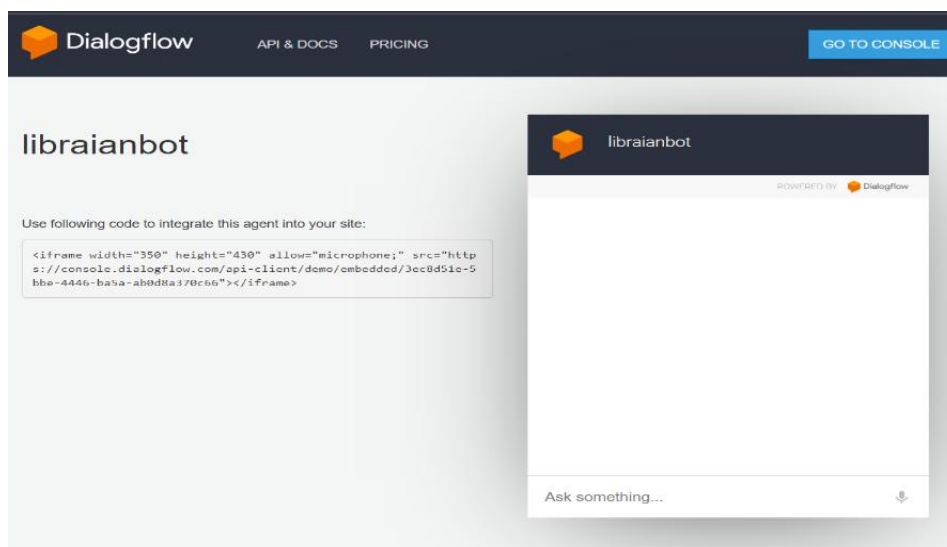 Dialogflow API & DOCS PRICING GO TO CONSOLE
libraianbot
Use following code to integrate this agent into your site:
<iframe width="350" height="430" allow="microphone;" src="http
s://console.dialogflow.com/api-client/demo/embedded/3ec8d51e-5
bbe-4446-ba5a-ab0d8a370c66"></iframe>
libraianbot
POWERED BY Dialogflow
Ask something...